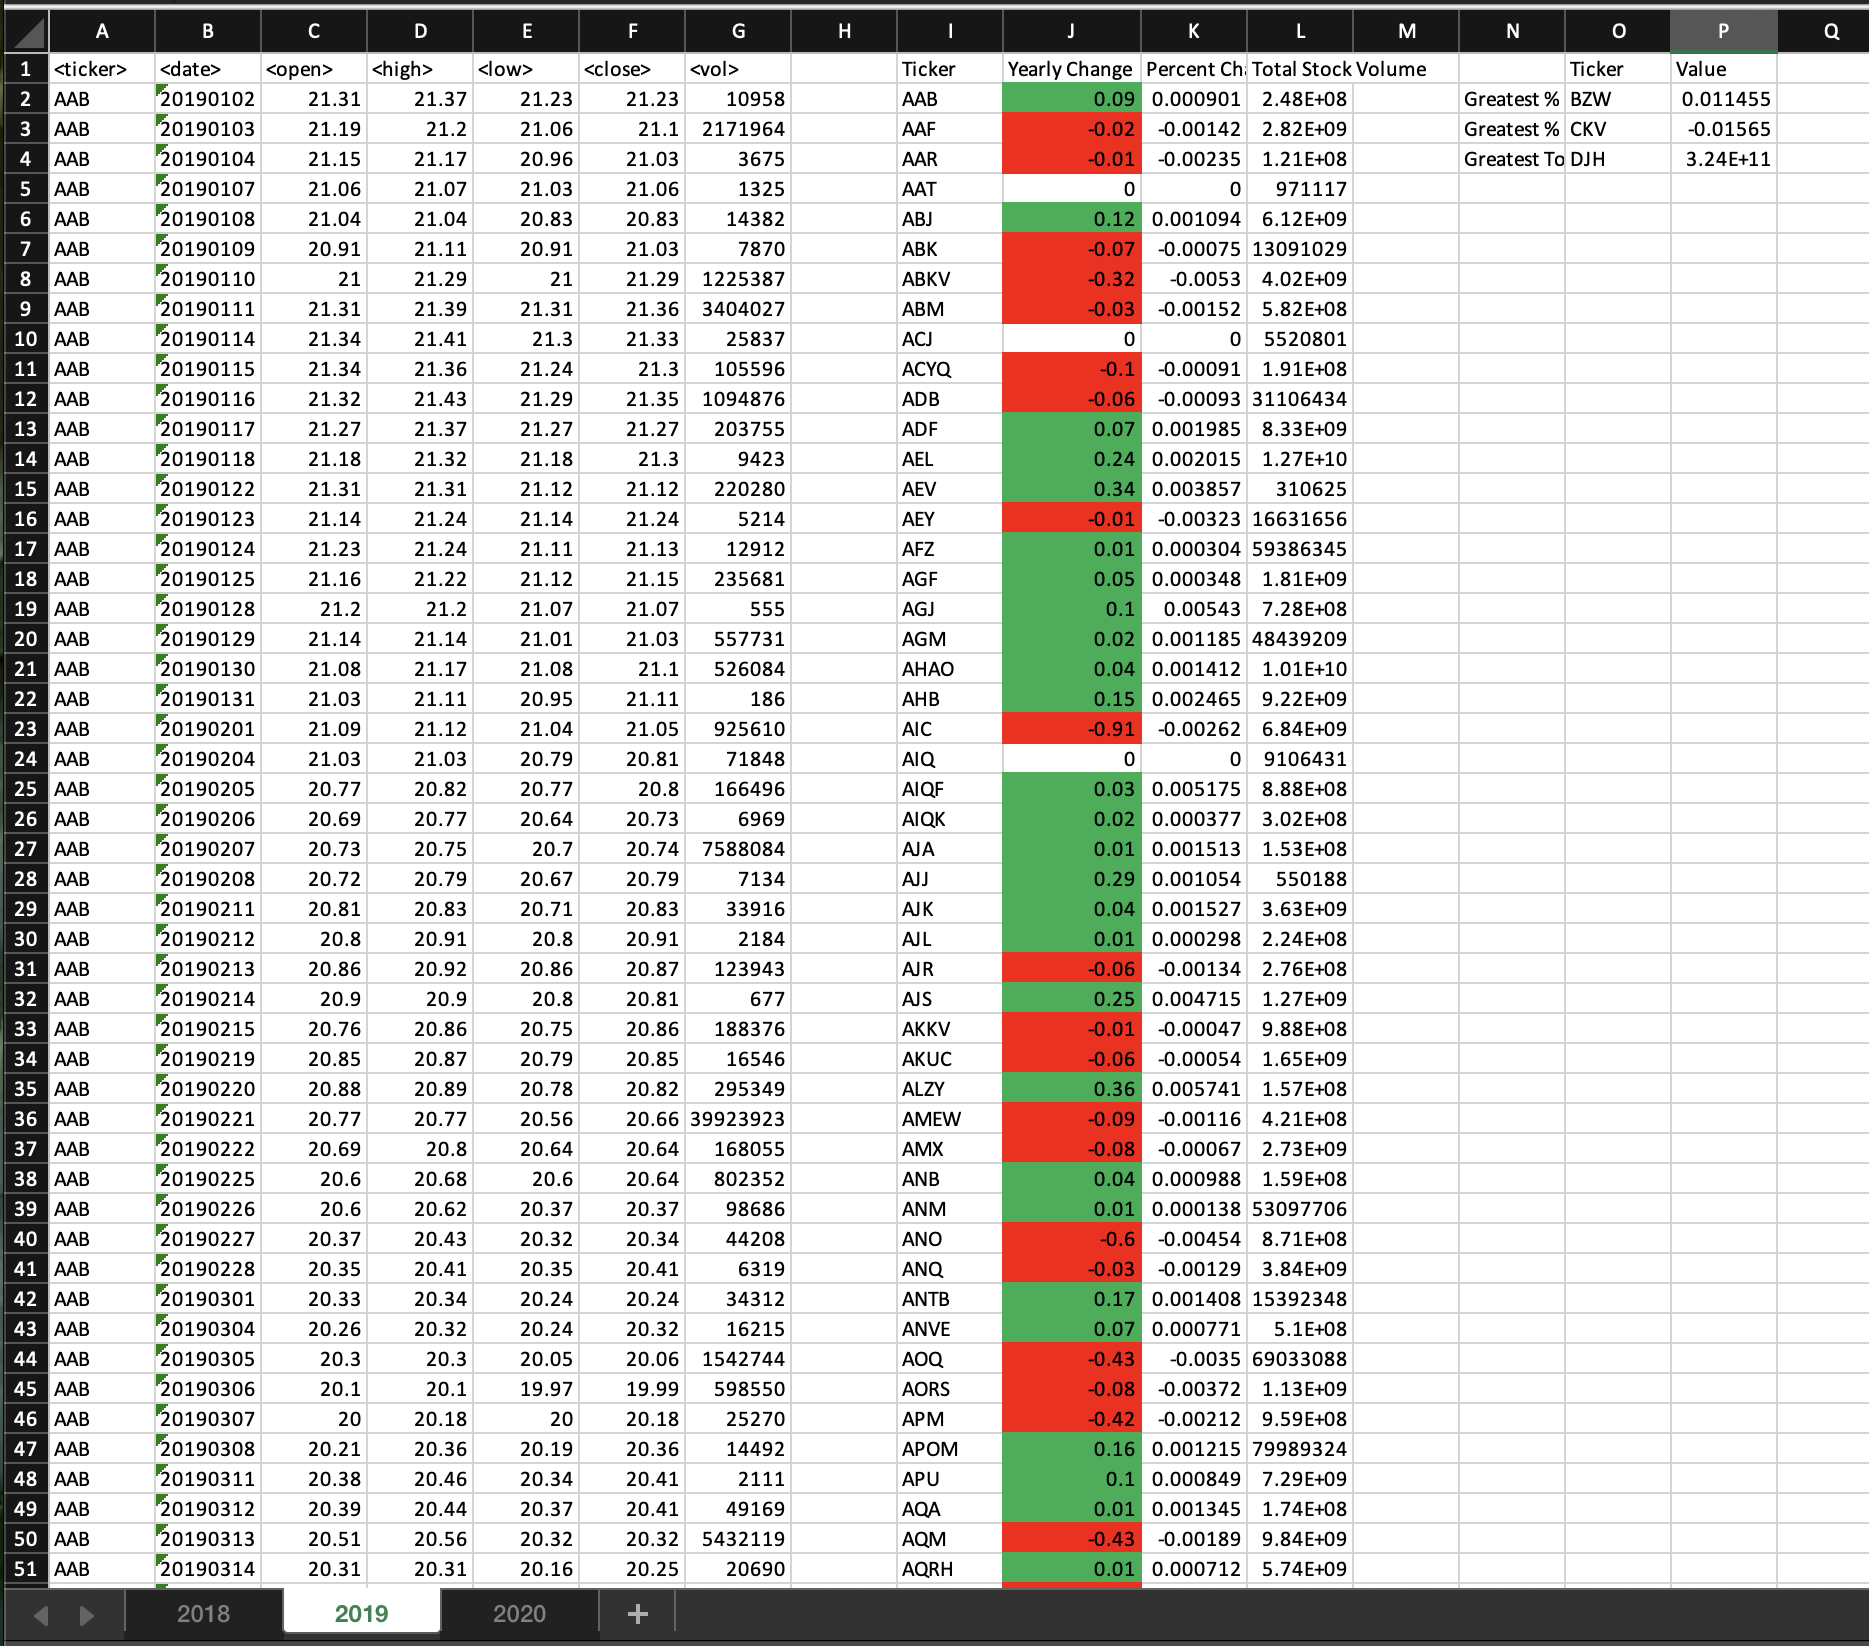 A B C D E F G H I J K L M N O P Q
1 <ticker> <date> <open> <high> <low> <close> <vol> Ticker Yearly Change Percent Ch Total Stock Volume Ticker Value
2 AAB 20190102 21.31 21.37 21.23 21.23 10958 AAB 0.09 0.000901 2.48E+08 Greatest % BZW 0.011455
3 AAB 20190103 21.19 21.2 21.06 21.1 2171964 AAF -0.02 -0.00142 2.82E+09 Greatest % CKV -0.01565
4 AAB 20190104 21.15 21.17 20.96 21.03 3675 AAR -0.01 -0.00235 1.21E+08 Greatest To DJH 3.24E+11
5 AAB 20190107 21.06 21.07 21.03 21.06 1325 AAT 0 0 971117
6 AAB 20190108 21.04 21.04 20.83 20.83 14382 ABJ 0.12 0.001094 6.12E+09
7 AAB 20190109 20.91 21.11 20.91 21.03 7870 ABK -0.07 -0.00075 13091029
8 AAB 20190110 21 21.29 21 21.29 1225387 ABKV -0.32 -0.0053 4.02E+09
9 AAB 20190111 21.31 21.39 21.31 21.36 3404027 ABM -0.03 -0.00152 5.82E+08
10 AAB 20190114 21.34 21.41 21.3 21.33 25837 ACJ 0 0 5520801
11 AAB 20190115 21.34 21.36 21.24 21.3 105596 ACYQ -0.1 -0.00091 1.91E+08
12 AAB 20190116 21.32 21.43 21.29 21.35 1094876 ADB -0.06 -0.00093 31106434
13 AAB 20190117 21.27 21.37 21.27 21.27 203755 ADF 0.07 0.001985 8.33E+09
14 AAB 20190118 21.18 21.32 21.18 21.3 9423 AEL 0.24 0.002015 1.27E+10
15 AAB 20190122 21.31 21.31 21.12 21.12 220280 AEV 0.34 0.003857 310625
16 AAB 20190123 21.14 21.24 21.14 21.24 5214 AEY -0.01 -0.00323 16631656
17 AAB 20190124 21.23 21.24 21.11 21.13 12912 AFZ 0.01 0.000304 59386345
18 AAB 20190125 21.16 21.22 21.12 21.15 235681 AGF 0.05 0.000348 1.81E+09
19 AAB 20190128 21.2 21.2 21.07 21.07 555 AGJ 0.1 0.00543 7.28E+08
20 AAB 20190129 21.14 21.14 21.01 21.03 557731 AGM 0.02 0.001185 48439209
21 AAB 20190130 21.08 21.17 21.08 21.1 526084 AHAO 0.04 0.001412 1.01E+10
22 AAB 20190131 21.03 21.11 20.95 21.11 186 AHB 0.15 0.002465 9.22E+09
23 AAB 20190201 21.09 21.12 21.04 21.05 925610 AIC -0.91 -0.00262 6.84E+09
24 AAB 20190204 21.03 21.03 20.79 20.81 71848 AIQ 0 0 9106431
25 AAB 20190205 20.77 20.82 20.77 20.8 166496 AIQF 0.03 0.005175 8.88E+08
26 AAB 20190206 20.69 20.77 20.64 20.73 6969 AIQK 0.02 0.000377 3.02E+08
27 AAB 20190207 20.73 20.75 20.7 20.74 7588084 AJA 0.01 0.001513 1.53E+08
28 AAB 20190208 20.72 20.79 20.67 20.79 7134 AJJ 0.29 0.001054 550188
29 AAB 20190211 20.81 20.83 20.71 20.83 33916 AJK 0.04 0.001527 3.63E+09
30 AAB 20190212 20.8 20.91 20.8 20.91 2184 AJL 0.01 0.000298 2.24E+08
31 AAB 20190213 20.86 20.92 20.86 20.87 123943 AJR -0.06 -0.00134 2.76E+08
32 AAB 20190214 20.9 20.9 20.8 20.81 677 AJS 0.25 0.004715 1.27E+09
33 AAB 20190215 20.76 20.86 20.75 20.86 188376 AKKV -0.01 -0.00047 9.88E+08
34 AAB 20190219 20.85 20.87 20.79 20.85 16546 AKUC -0.06 -0.00054 1.65E+09
35 AAB 20190220 20.88 20.89 20.78 20.82 295349 ALZY 0.36 0.005741 1.57E+08
36 AAB 20190221 20.77 20.77 20.56 20.66 39923923 AMEW -0.09 -0.00116 4.21E+08
37 AAB 20190222 20.69 20.8 20.64 20.64 168055 AMX -0.08 -0.00067 2.73E+09
38 AAB 20190225 20.6 20.68 20.6 20.64 802352 ANB 0.04 0.000988 1.59E+08
39 AAB 20190226 20.6 20.62 20.37 20.37 98686 ANM 0.01 0.000138 53097706
40 AAB 20190227 20.37 20.43 20.32 20.34 44208 ANO -0.6 -0.00454 8.71E+08
41 AAB 20190228 20.35 20.41 20.35 20.41 6319 ANQ -0.03 -0.00129 3.84E+09
42 AAB 20190301 20.33 20.34 20.24 20.24 34312 ANTB 0.17 0.001408 15392348
43 AAB 20190304 20.26 20.32 20.24 20.32 16215 ANVE 0.07 0.000771 5.1E+08
44 AAB 20190305 20.3 20.3 20.05 20.06 1542744 AOQ -0.43 -0.0035 69033088
45 AAB 20190306 20.1 20.1 19.97 19.99 598550 AORS -0.08 -0.00372 1.13E+09
46 AAB 20190307 20 20.18 20 20.18 25270 APM -0.42 -0.00212 9.59E+08
47 AAB 20190308 20.21 20.36 20.19 20.36 14492 APOM 0.16 0.001215 79989324
48 AAB 20190311 20.38 20.46 20.34 20.41 2111 APU 0.1 0.000849 7.29E+09
49 AAB 20190312 20.39 20.44 20.37 20.41 49169 AQA 0.01 0.001345 1.74E+08
50 AAB 20190313 20.51 20.56 20.32 20.32 5432119 AQM -0.43 -0.00189 9.84E+09
51 AAB 20190314 20.31 20.31 20.16 20.25 20690 AQRH 0.01 0.000712 5.74E+09
2018 2019 2020 +